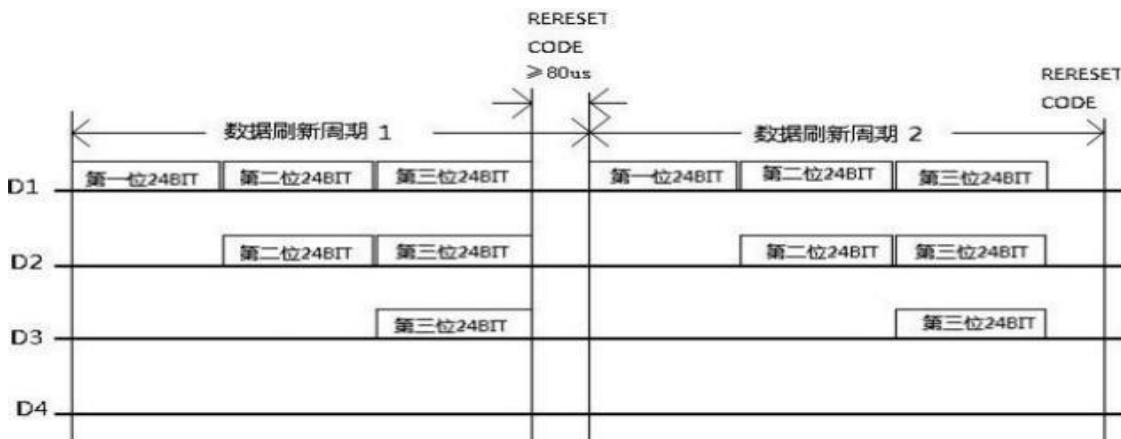 RERESET
CODE
≥80us
RERESET
CODE
数据刷新周期 1
数据刷新周期 2
D1 第一位24BIT 第二位24BIT 第三位24BIT 第一位24BIT 第二位24BIT 第三位24BIT
D2 第二位24BIT 第三位24BIT 第二位24BIT 第三位24BIT
D3 第三位24BIT 第三位24BIT
D4